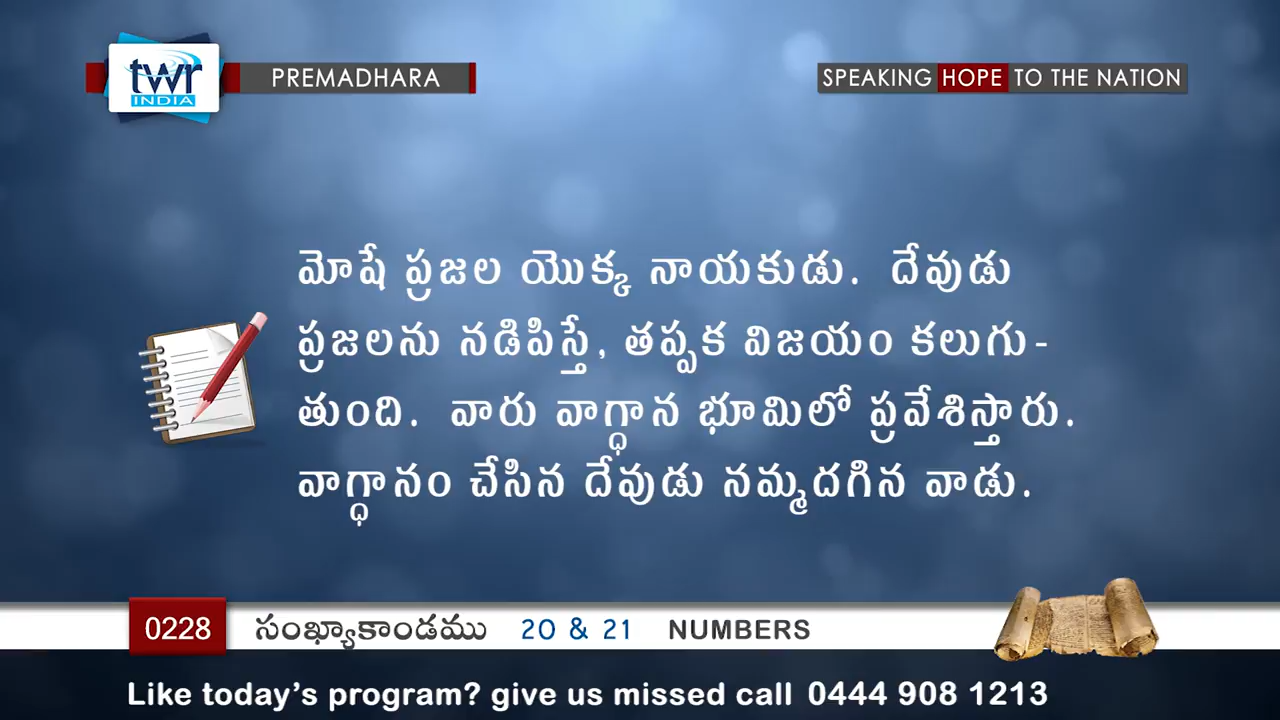 twr
INDIA
PREMADHARA
SPEAKING HOPE TO THE NATION
మోషే ప్రజల యొక్క నాయకుడు. దేవుడు
ప్రజలను నడిపిస్తే, తప్పక విజయం కలుగు-
తుంది. వారు వాగ్ధాన భూమిలో ప్రవేశిస్తారు.
వాగ్ధానం చేసిన దేవుడు నమ్మదగిన వాడు.
0228 సంఖ్యాకాండము 20 & 21 NUMBERS
Like today's program? give us missed call 0444 908 1213